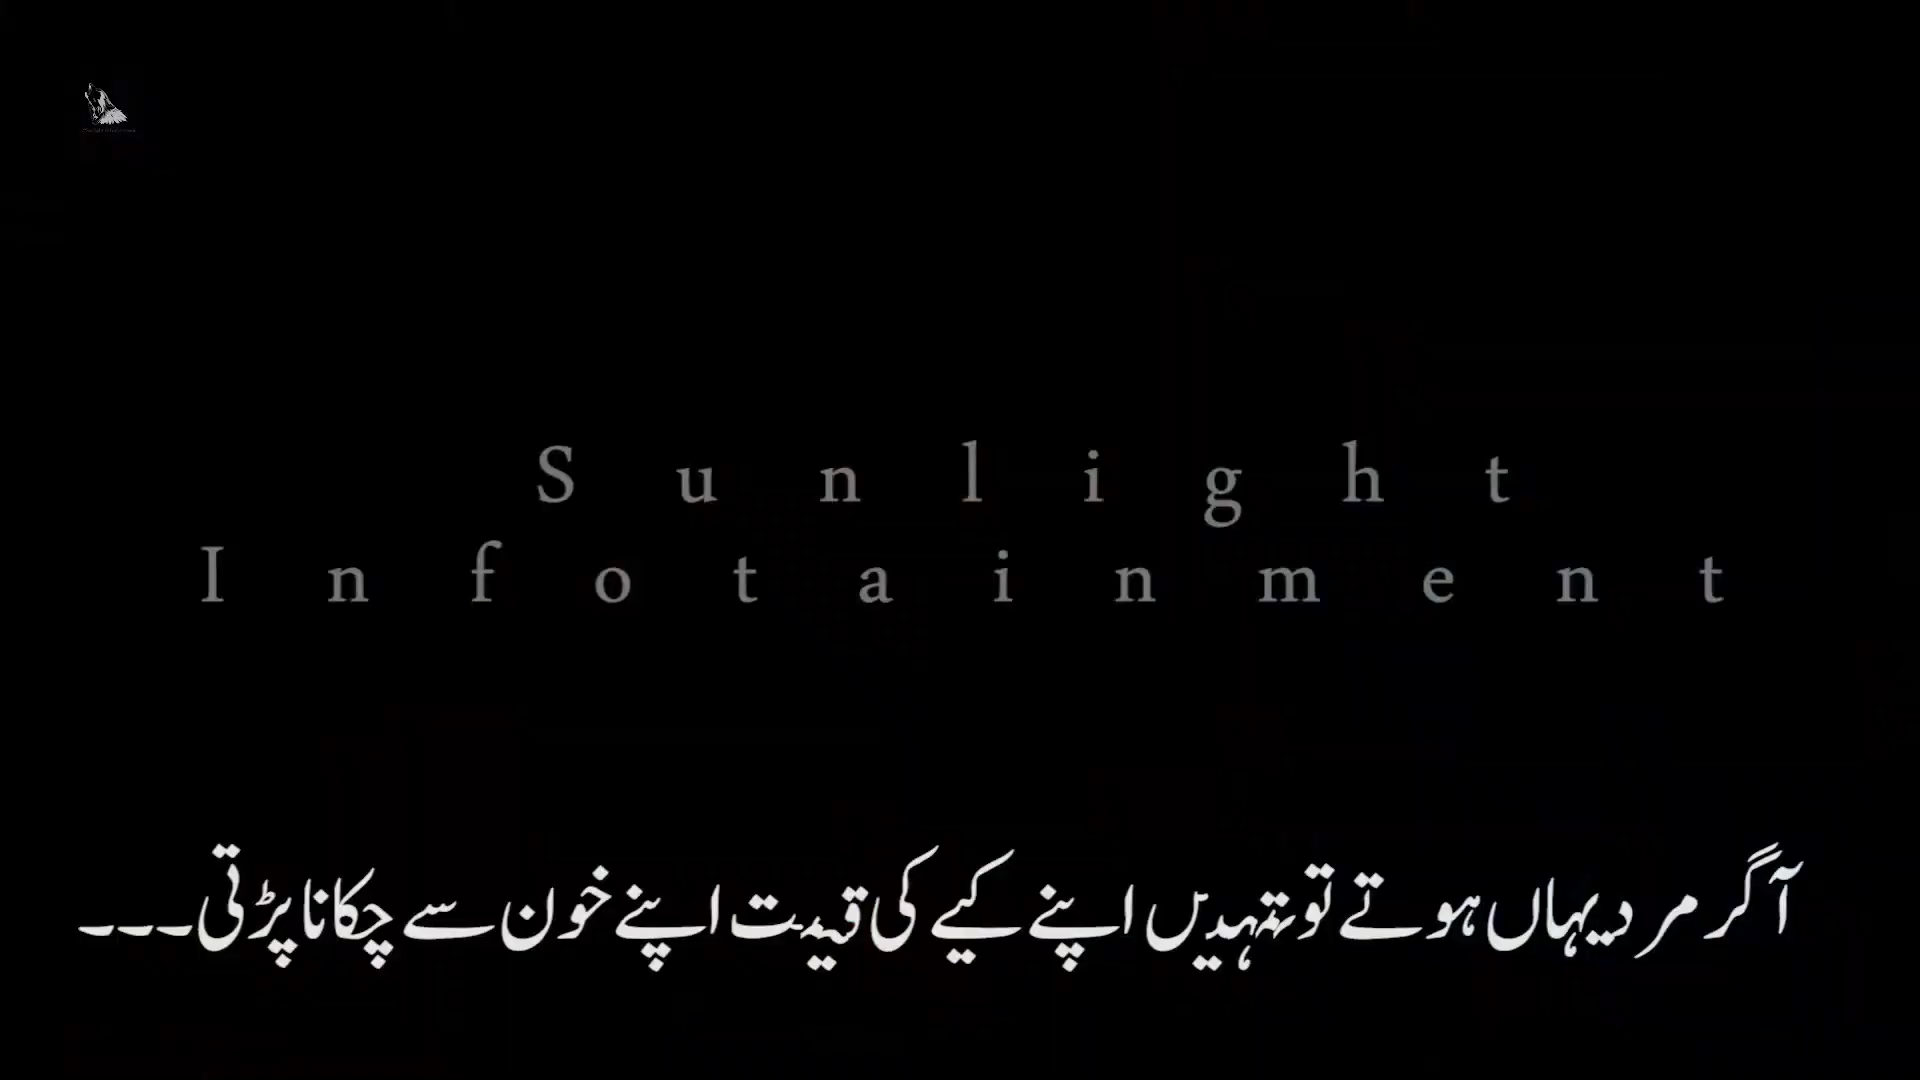 Sunlight
Infotainment
آگر مرد یہاں ہوتے تو تمہیں اپنے کیے کی قیمت اپنے خون سے چکانا پڑتی۔۔۔